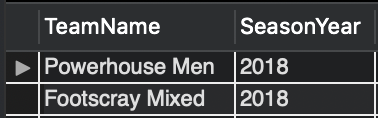 TeamName SeasonYear
Powerhouse Men 2018
Footscray Mixed 2018